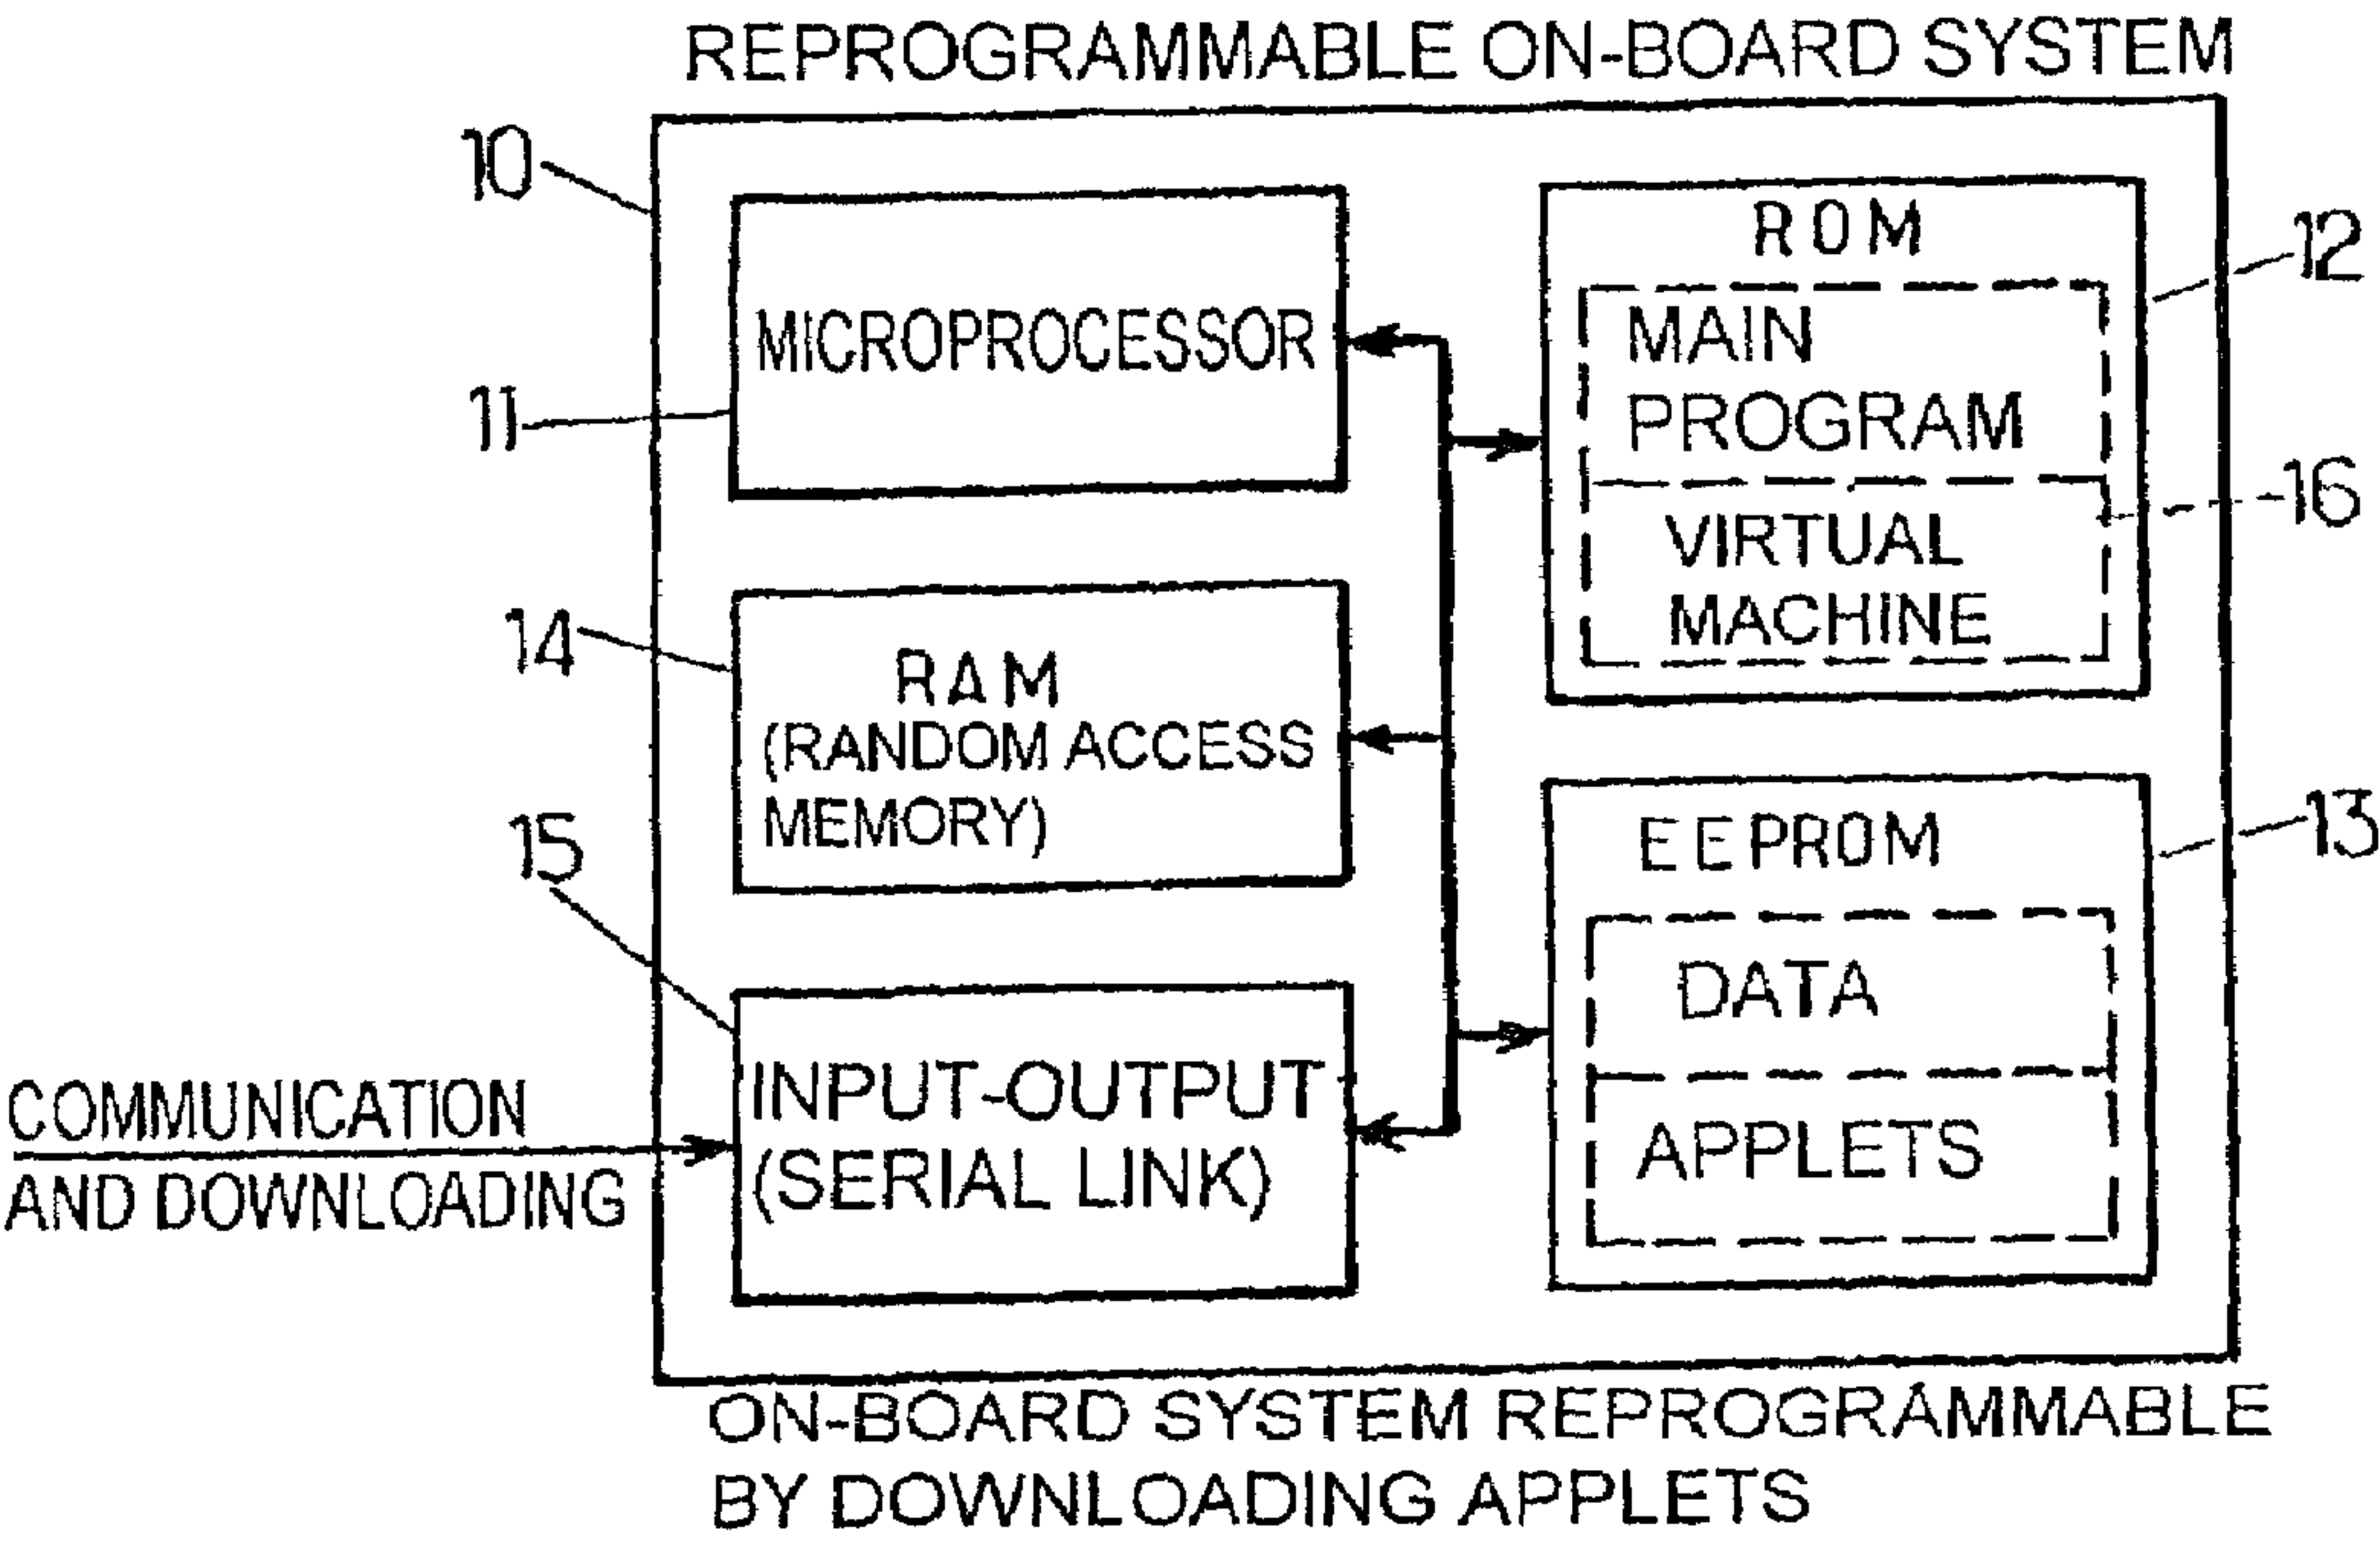 REPROGRAMMABLE ON-BOARD SYSTEM
10
11
MICROPROCESSOR
ROM
MAIN
PROGRAM
VIRTUAL
MACHINE
12
16
14
RAM
(RANDOM ACCESS
MEMORY)
15
INPUT-OUTPUT
(SERIAL LINK)
EEPROM
DATA
APPLETS
13
COMMUNICATION
AND DOWNLOADING
ON-BOARD SYSTEM REPROGRAMMABLE
BY DOWNLOADING APPLETS